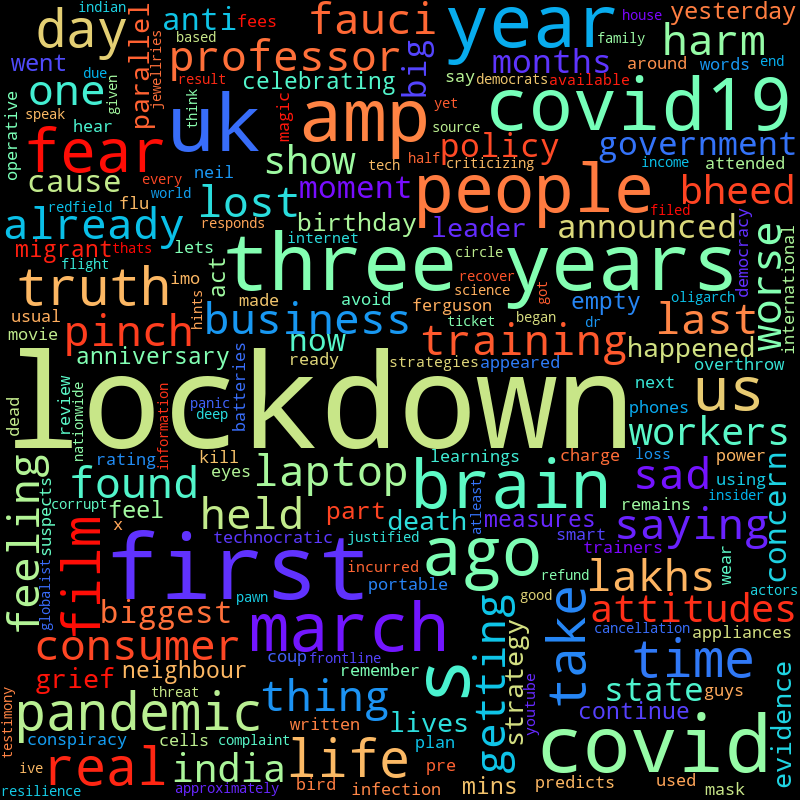 indian
day
anti
fees
fauci
year
house
yesterday
based
parallel
family
harm
went
due
professor
big
months
around
words
end
one
given
jewellries
result
celebrating
say
democrats
available
operative
speak
think
magic
yet
covid19
hear
uk
amp
source
government
fear
show
tech
half
criticizing
policy
income
attended
cause
every
neil
moment
people
bheed
world
already
redfield
flu
lost
birthday
leader
announced
filed
responds
internet
migrant
thats
lets
act
three years
circle
recover
science
got
democracy
worse
international
flight
imo
truth
hints
made
avoid
ferguson
began
dr
empty
oligarch
usual
movie
pinch
business
ticket
last
anniversary
now
training
happened
ready
strategies
appeared
overthrow
dead
review
nationwide
lockdown
batteries
panic
deep
next
us
phones
workers
information
rating
kill
learnings
charge
loss
power
feeling
suspects
found
eyes
laptop
brain
sad
using
insider
concern
corrupt
feel
held
part
death
atleast
measures
remains
saying
film
x
technocratic
justified
smart
trainers
wear
globalist
first
incurred
ago
refund
portable
lakhs
pawn
good
actors
biggest
march
getting
take
attitudes
consumer
coup
frontline
cancellation
appliances
neighbour
remember
s
strategy
time
grief
threat
thing
youtube
state
guys
evidence
testimony
pandemic
written
lives
continue
conspiracy
cells
complaint
plan
covid
ive
real
india
life
pre
mins
predicts
used
resilience
approximately
bird
infection
mask